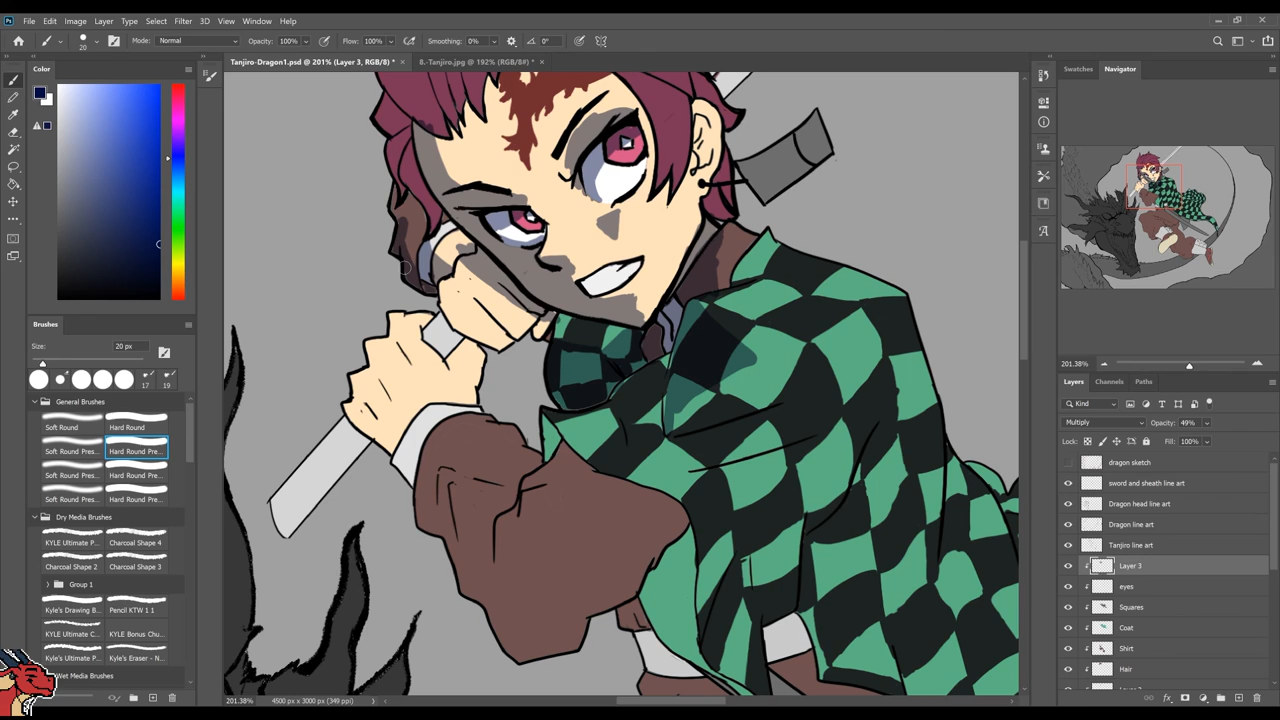 File Edit Image Layer Type Select Filter 3D View Window Help
20 Mode: Normal Opacity: 100% Flow: 100% Smoothing: 0% 0°
Color
Tanjiro-Dragon1.psd @ 201% (Layer 3, RGB/8) * × 8.-Tanjiro.jpg @ 192% (RGB/8#) * ×
Swatches Navigator
Brushes
Size: 20 px
17 19
General Brushes
Soft Round Hard Round
Soft Round Pres... Hard Round Pre...
Soft Round Pres... Hard Round Pre...
Soft Round Pres... Hard Round Pre...
Dry Media Brushes
KYLE Ultimate P... Charcoal Shape 4
Charcoal Shape 2 Charcoal Shape 3
Group 1
Kyle's Drawing B... Pencil KTW 1 1
KYLE Ultimate C... KYLE Bonus Chu...
Kyle's Ultimate P... Kyle's Eraser - N...
Wet Media Brushes
201.38%
Layers Channels Paths
Kind
Multiply Opacity: 49%
Lock: Fill: 100%
dragon sketch
sword and sheath line art
Dragon head line art
Dragon line art
Tanjiro line art
Layer 3
eyes
Squares
Coat
Shirt
Hair
201.38% 4500 px x 3000 px (349 ppi)
fx